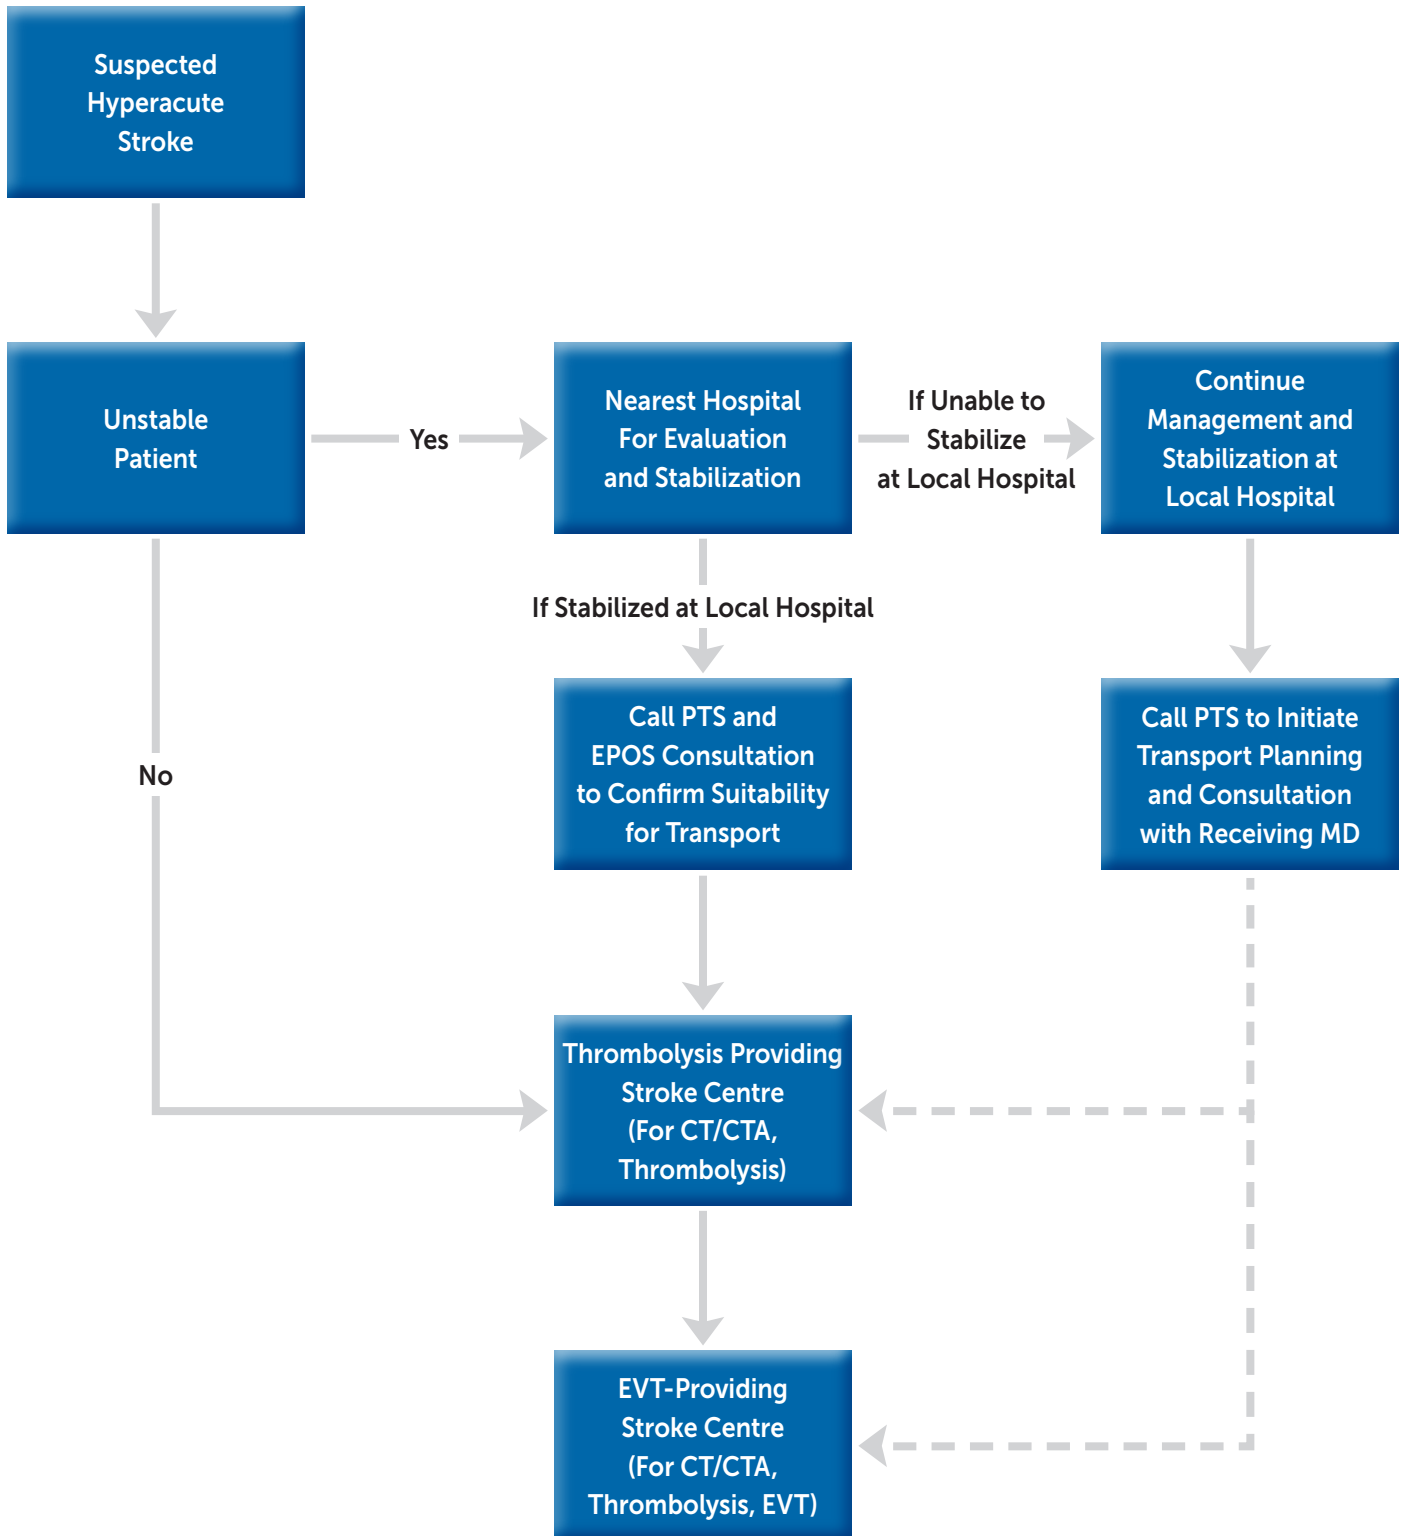 Suspected
Hyperacute
Stroke
Unstable
Patient
Yes
Nearest Hospital
For Evaluation
and Stabilization
If Unable to
Stabilize
at Local Hospital
Continue
Management and
Stabilization at
Local Hospital
If Stabilized at Local Hospital
No
Call PTS and
EPOS Consultation
to Confirm Suitability
for Transport
Call PTS to Initiate
Transport Planning
and Consultation
with Receiving MD
Thrombolysis Providing
Stroke Centre
(For CT/CTA,
Thrombolysis)
EVT-Providing
Stroke Centre
(For CT/CTA,
Thrombolysis, EVT)